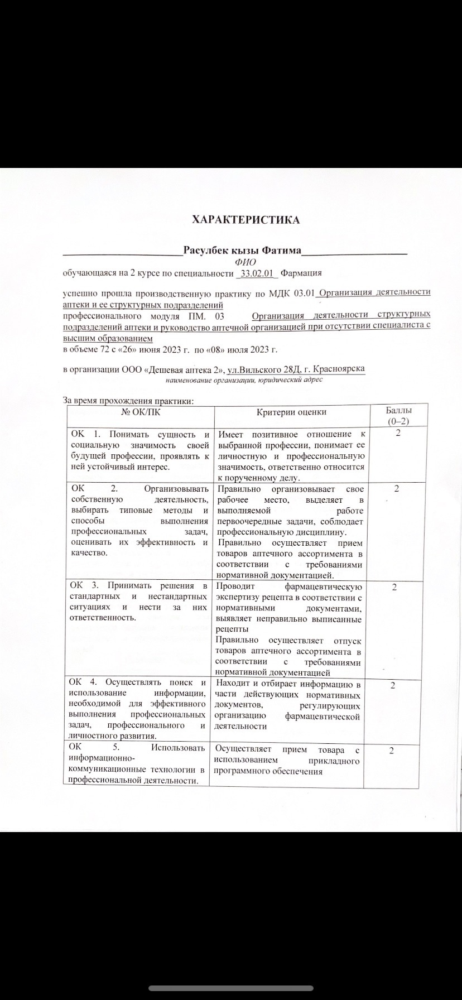 ХАРАКТЕРИСТИКА
Расулбек кызы Фатима
ФИО
обучающаяся на 2 курсе по специальности 33.02.01 Фармация
успешно прошла производственную практику по МДК 03.01 Организация деятельности
аптеки и ее структурных подразделений
профессионального модуля ПМ. 03 Организация деятельности структурных
подразделений аптеки и руководство аптечной организацией при отсутствии специалиста с
высшим образованием
в объеме 72 с «26» июня 2023 г. по «08» июля 2023 г.
в организации ООО «Дешевая аптека 2», ул.Вильского 28Д, г. Красноярска
наименование организации, юридический адрес
За время прохождения практики:
№ ОК/ПК
Критерии оценки
Баллы
(0–2)
ОК 1. Понимать сущность и
социальную значимость своей
будущей профессии, проявлять к
ней устойчивый интерес.
Имеет позитивное отношение к
выбранной профессии, понимает ее
личностную и профессиональную
значимость, ответственно относится
к порученному делу.
2
ОК 2. Организовывать
собственную деятельность,
выбирать типовые методы и
способы выполнения
профессиональных задач,
оценивать их эффективность и
качество.
Правильно организовывает свое
рабочее место, выделяет в
выполняемой работе
первоочередные задачи, соблюдает
профессиональную дисциплину.
Правильно осуществляет прием
товаров аптечного ассортимента в
соответствии с требованиями
нормативной документацией.
2
ОК 3. Принимать решения в
стандартных и нестандартных
ситуациях и нести за них
ответственность.
Проводит фармацевтическую
экспертизу рецепта в соответствии с
нормативными документами,
выявляет неправильно выписанные
рецепты
Правильно осуществляет отпуск
товаров аптечного ассортимента в
соответствии с требованиями
нормативной документацией
2
ОК 4. Осуществлять поиск и
использование информации,
необходимой для эффективного
выполнения профессиональных
задач, профессионального и
личностного развития.
Находит и отбирает информацию в
части действующих нормативных
документов, регулирующих
организацию фармацевтической
деятельности
2
ОК 5. Использовать
информационно-
коммуникационные технологии в
профессиональной деятельности.
Осуществляет прием товара с
использованием прикладного
программного обеспечения
2